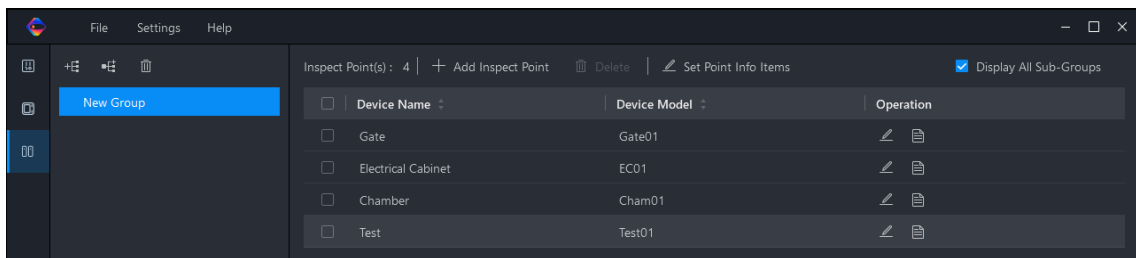 File Settings Help
Inspect Point(s) : 4 + Add Inspect Point Delete Set Point Info Items Display All Sub-Groups
New Group
Device Name Device Model Operation
Gate Gate01
Electrical Cabinet EC01
Chamber Cham01
Test Test01